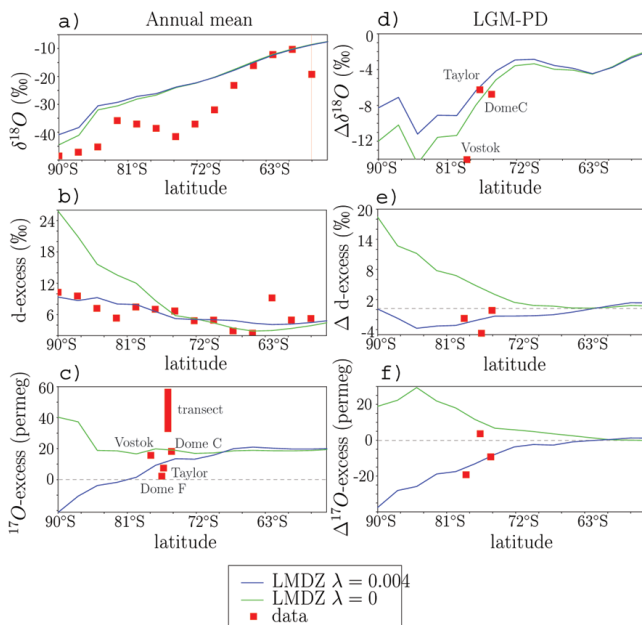 Annual mean
LGM-PD
a)
d)
-10
-20
-30
-40
δ18O (‰)
90°S 81°S 72°S 63°S
latitude
0
-4
-8
-12
Δδ18O (‰)
Taylor
DomeC
Vostok
90°S 81°S 72°S 63°S
latitude
b)
e)
24
18
12
6
d-excess (‰)
90°S 81°S 72°S 63°S
latitude
20
14
8
2
-4
Δ d-excess (‰)
90°S 81°S 72°S 63°S
latitude
c)
f)
60
40
20
0
17O-excess (permeg)
transect
Vostok
Dome C
Taylor
Dome F
90°S 81°S 72°S 63°S
latitude
20
0
-20
Δ17O-excess (permeg)
90°S 81°S 72°S 63°S
latitude
LMDZ λ = 0.004
LMDZ λ = 0
data